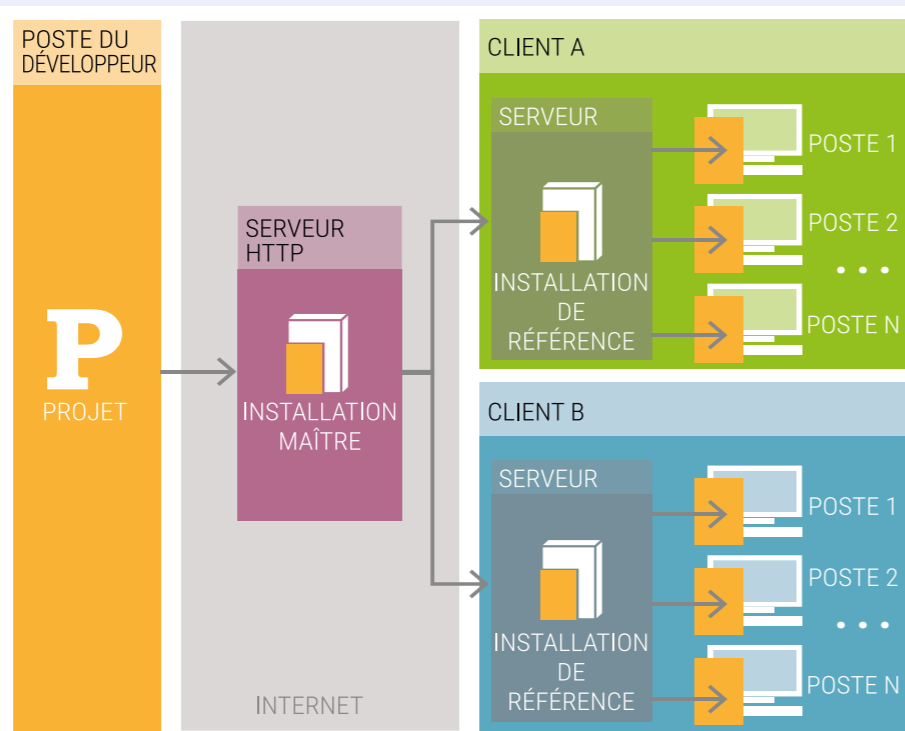 POSTE DU
DÉVELOPPEUR
P
PROJET
SERVEUR
HTTP
INSTALLATION
MAÎTRE
INTERNET
CLIENT A
SERVEUR
INSTALLATION
DE
RÉFÉRENCE
POSTE 1
POSTE 2
...
POSTE N
CLIENT B
SERVEUR
INSTALLATION
DE
RÉFÉRENCE
POSTE 1
POSTE 2
...
POSTE N